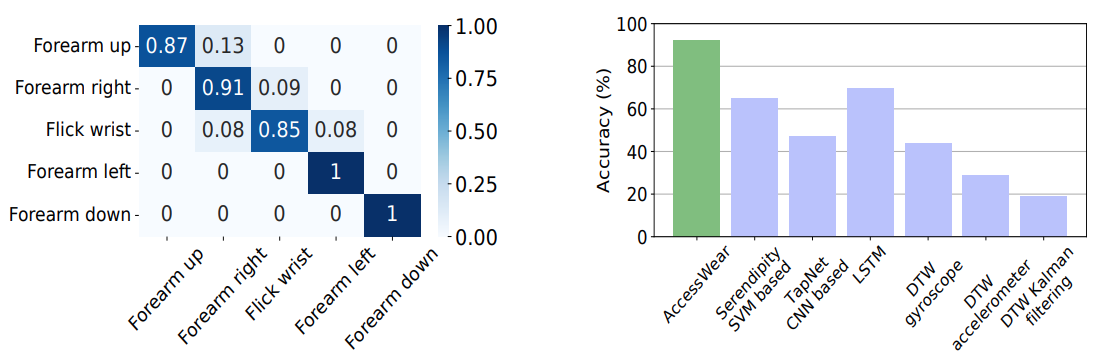 Forearm up 0.87 0.13 0 0 0
Forearm right 0 0.91 0.09 0 0
Flick wrist 0 0.08 0.85 0.08 0
Forearm left 0 0 0 1 0
Forearm down 0 0 0 0 1
Forearm up
Forearm right
Flick wrist
Forearm left
Forearm down
1.00
0.75
0.50
0.25
0.00
Accuracy (%)
100
80
60
40
20
0
AccessWear
Serendipity
SVM based
TapNet
CNN based
LSTM
DTW
gyroscope
DTW
accelerometer
DTW Kalman
filtering